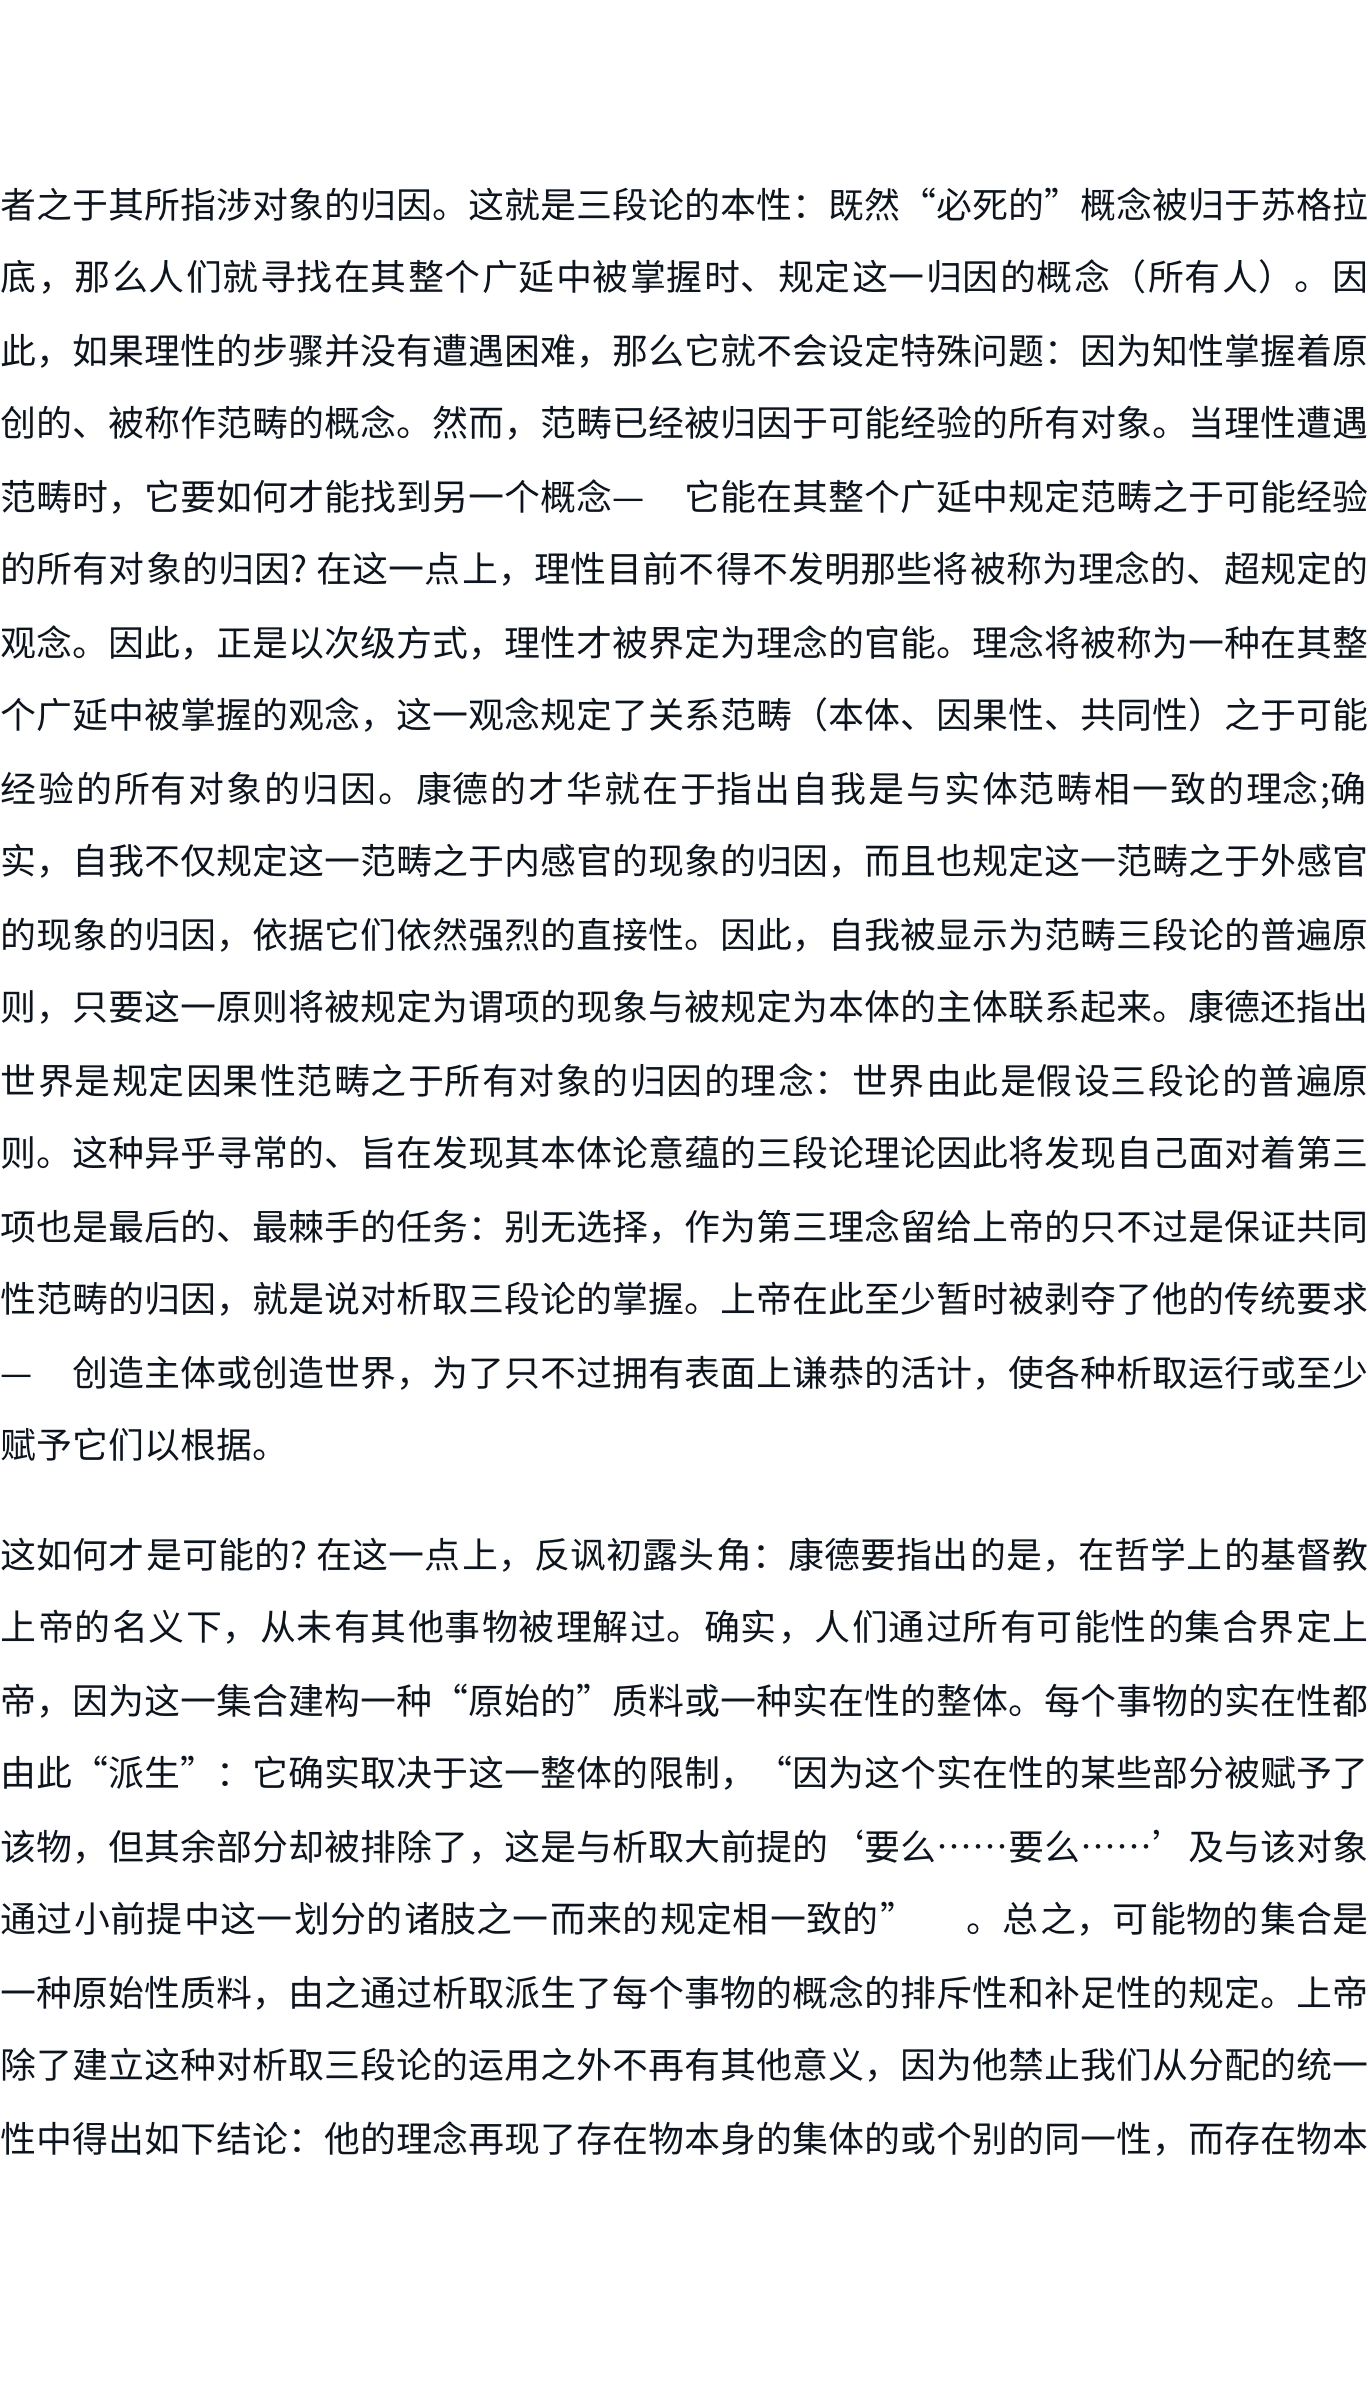 者之于其所指涉对象的归因。这就是三段论的本性：既然“必死的”概念被归于苏格拉
底，那么人们就寻找在其整个广延中被掌握时、规定这一归因的概念（所有人）。因
此，如果理性的步骤并没有遭遇困难，那么它就不会设定特殊问题：因为知性掌握着原
创的、被称作范畴的概念。然而，范畴已经被归因于可能经验的所有对象。当理性遭遇
范畴时，它要如何才能找到另一个概念—　它能在其整个广延中规定范畴之于可能经验
的所有对象的归因? 在这一点上，理性目前不得不发明那些将被称为理念的、超规定的
观念。因此，正是以次级方式，理性才被界定为理念的官能。理念将被称为一种在其整
个广延中被掌握的观念，这一观念规定了关系范畴（本体、因果性、共同性）之于可能
经验的所有对象的归因。康德的才华就在于指出自我是与实体范畴相一致的理念;确
实，自我不仅规定这一范畴之于内感官的现象的归因，而且也规定这一范畴之于外感官
的现象的归因，依据它们依然强烈的直接性。因此，自我被显示为范畴三段论的普遍原
则，只要这一原则将被规定为谓项的现象与被规定为本体的主体联系起来。康德还指出
世界是规定因果性范畴之于所有对象的归因的理念：世界由此是假设三段论的普遍原
则。这种异乎寻常的、旨在发现其本体论意蕴的三段论理论因此将发现自己面对着第三
项也是最后的、最棘手的任务：别无选择，作为第三理念留给上帝的只不过是保证共同
性范畴的归因，就是说对析取三段论的掌握。上帝在此至少暂时被剥夺了他的传统要求
—　创造主体或创造世界，为了只不过拥有表面上谦恭的活计，使各种析取运行或至少
赋予它们以根据。
这如何才是可能的? 在这一点上，反讽初露头角：康德要指出的是，在哲学上的基督教
上帝的名义下，从未有其他事物被理解过。确实，人们通过所有可能性的集合界定上
帝，因为这一集合建构一种“原始的”质料或一种实在性的整体。每个事物的实在性都
由此“派生”：它确实取决于这一整体的限制，“因为这个实在性的某些部分被赋予了
该物，但其余部分却被排除了，这是与析取大前提的‘要么……要么……’及与该对象
通过小前提中这一划分的诸肢之一而来的规定相一致的”　　。总之，可能物的集合是
一种原始性质料，由之通过析取派生了每个事物的概念的排斥性和补足性的规定。上帝
除了建立这种对析取三段论的运用之外不再有其他意义，因为他禁止我们从分配的统一
性中得出如下结论：他的理念再现了存在物本身的集体的或个别的同一性，而存在物本